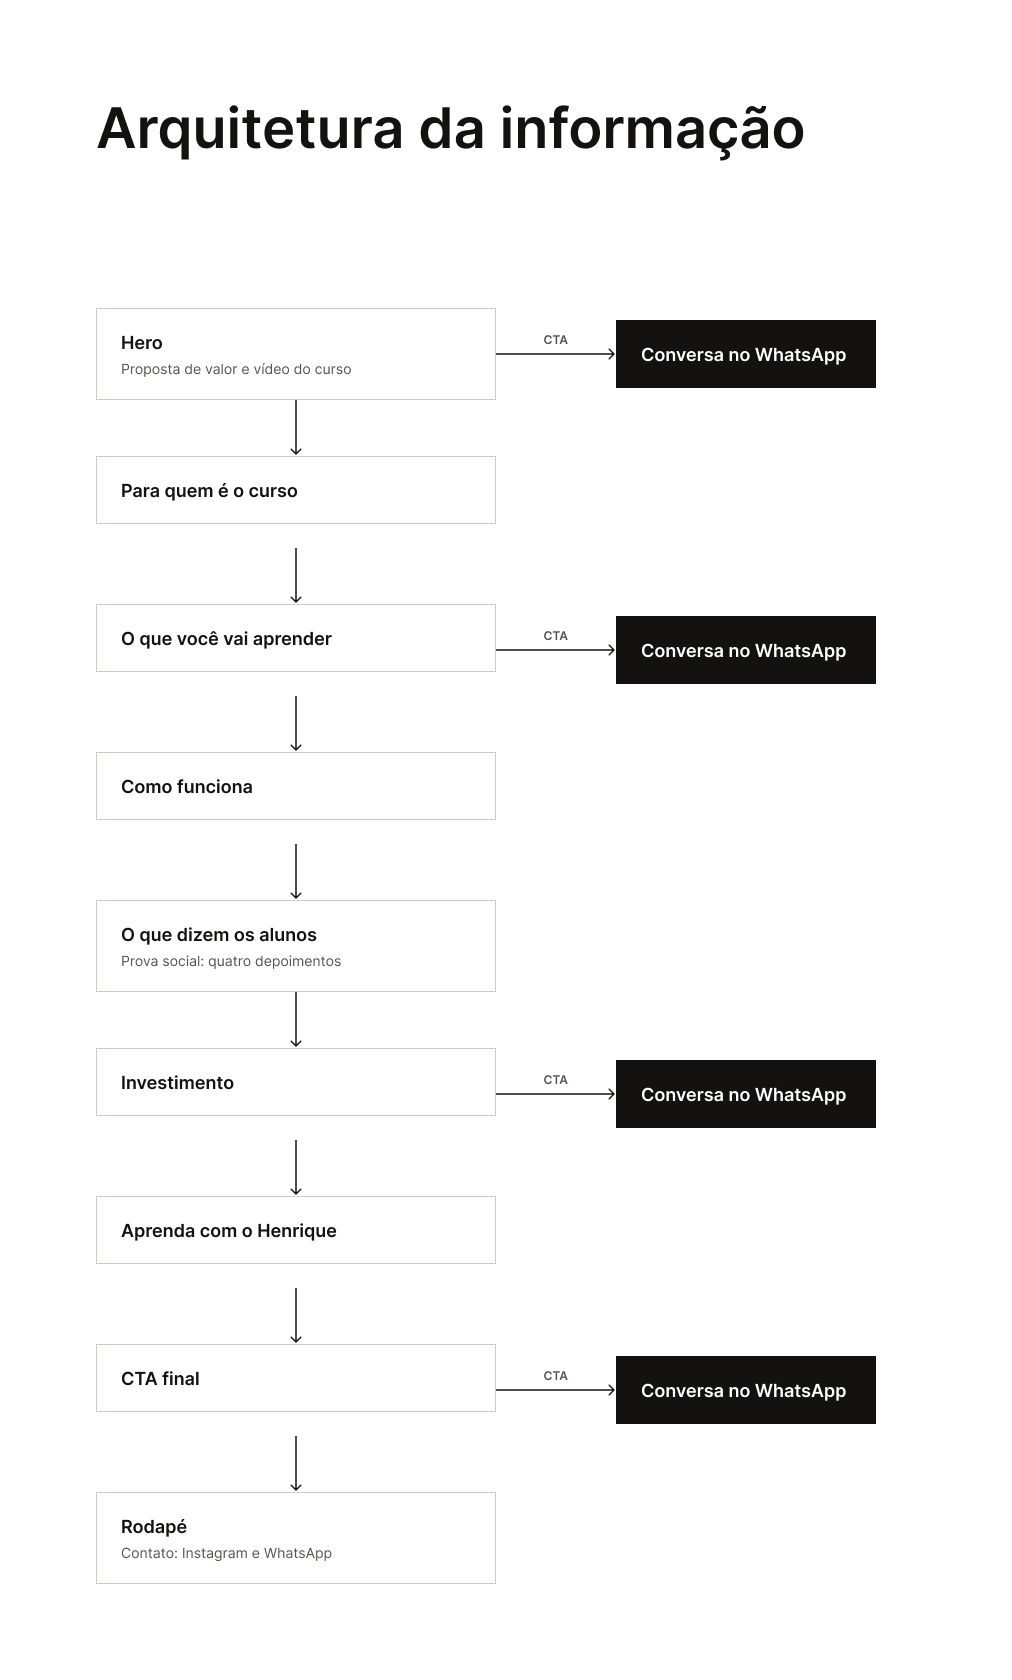 Arquitetura da informação
Hero
Proposta de valor e vídeo do curso
CTA
Conversa no WhatsApp
Para quem é o curso
O que você vai aprender
CTA
Conversa no WhatsApp
Como funciona
O que dizem os alunos
Prova social: quatro depoimentos
Investimento
CTA
Conversa no WhatsApp
Aprenda com o Henrique
CTA final
CTA
Conversa no WhatsApp
Rodapé
Contato: Instagram e WhatsApp